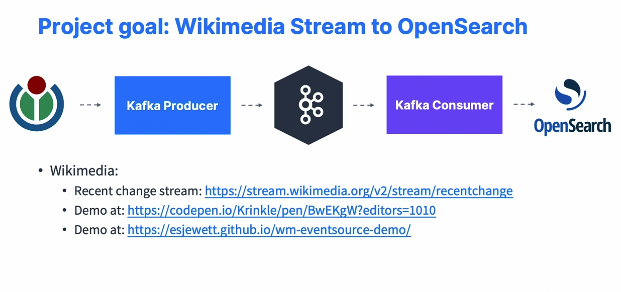 Project goal: Wikimedia Stream to OpenSearch
Kafka Producer
Kafka Consumer
OpenSearch
• Wikimedia:
• Recent change stream: https://stream.wikimedia.org/v2/stream/recentchange
• Demo at: https://codepen.io/Krinkle/pen/BwEKgW?editors=1010
• Demo at: https://esjewett.github.io/wm-eventsource-demo/